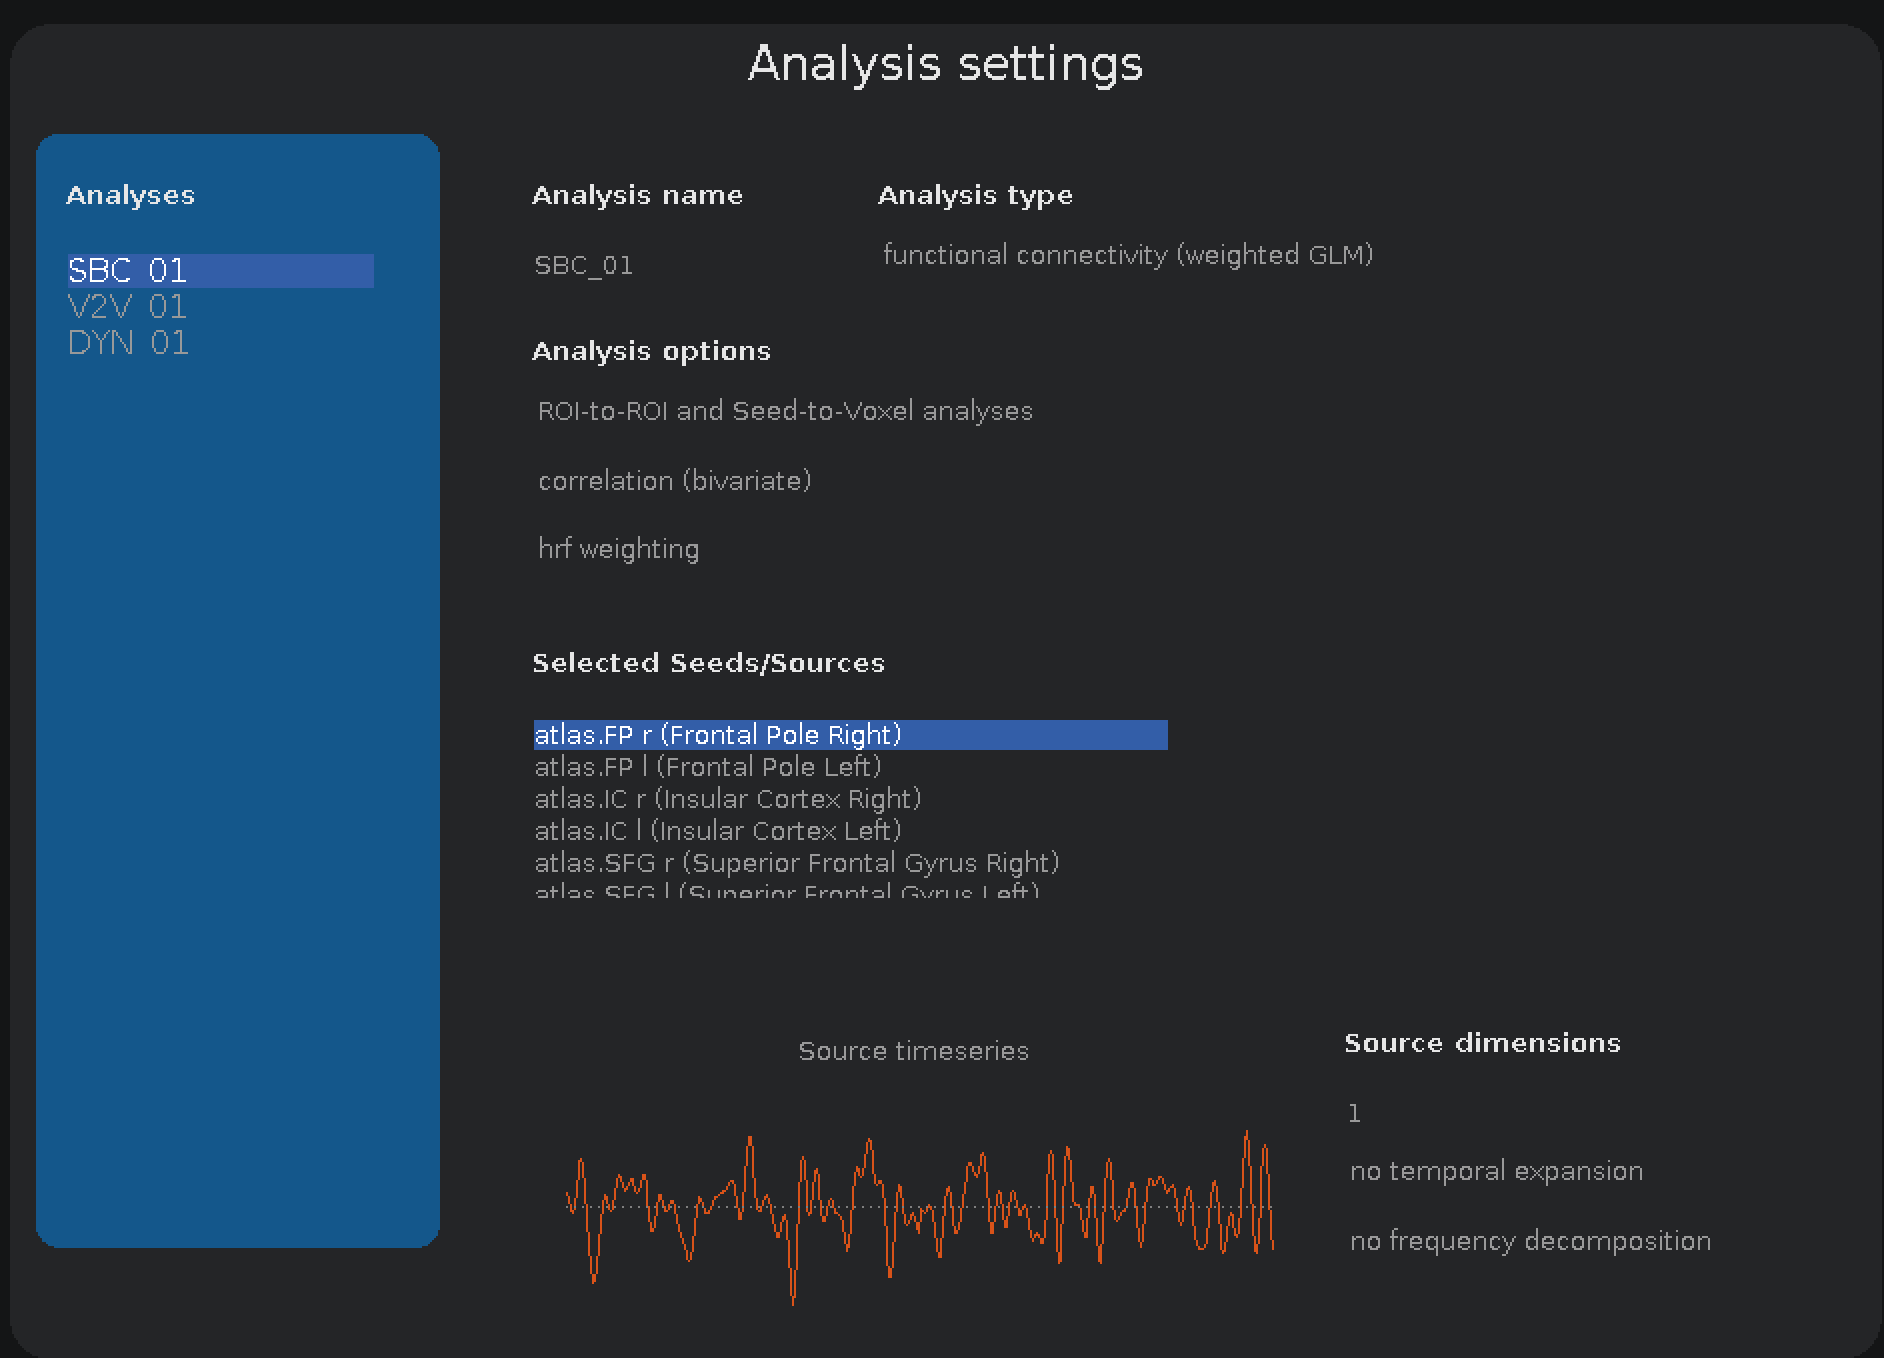 Analysis settings
Analyses
SBC_01
V2V_01
DYN_01
Analysis name
SBC_01
Analysis type
functional connectivity (weighted GLM)
Analysis options
ROI-to-ROI and Seed-to-Voxel analyses
correlation (bivariate)
hrf weighting
Selected Seeds/Sources
atlas.FP r (Frontal Pole Right)
atlas.FP l (Frontal Pole Left)
atlas.IC r (Insular Cortex Right)
atlas.IC l (Insular Cortex Left)
atlas.SFG r (Superior Frontal Gyrus Right)
atlas.SFG l (Superior Frontal Gyrus Left)
Source timeseries
Source dimensions
1
no temporal expansion
no frequency decomposition